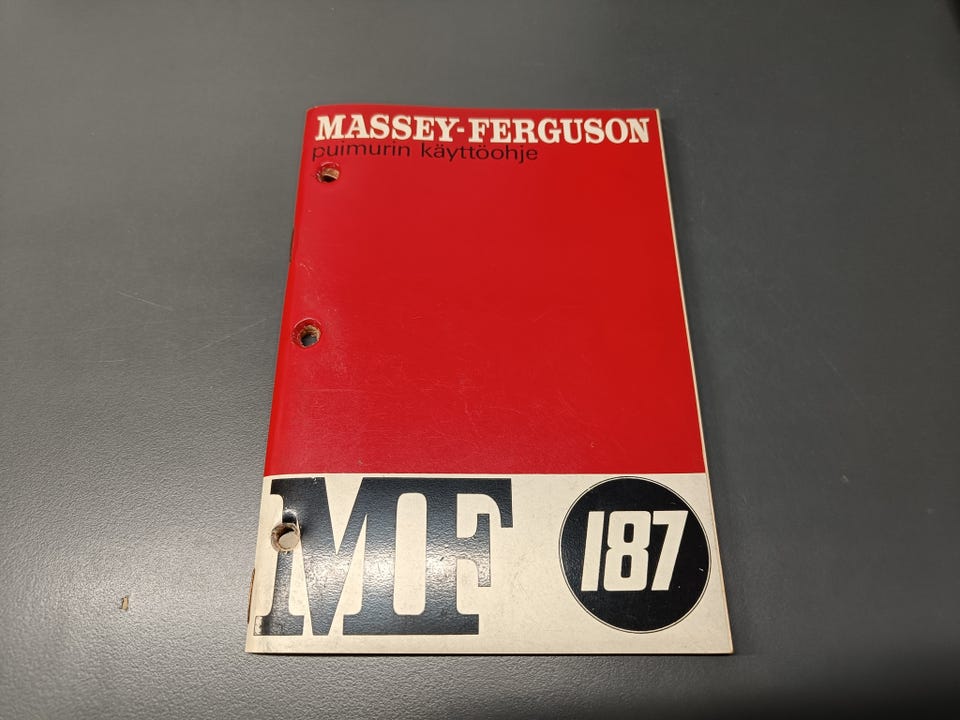 MASSEY-FERGUSON
puimurin käyttöohje
MF
187